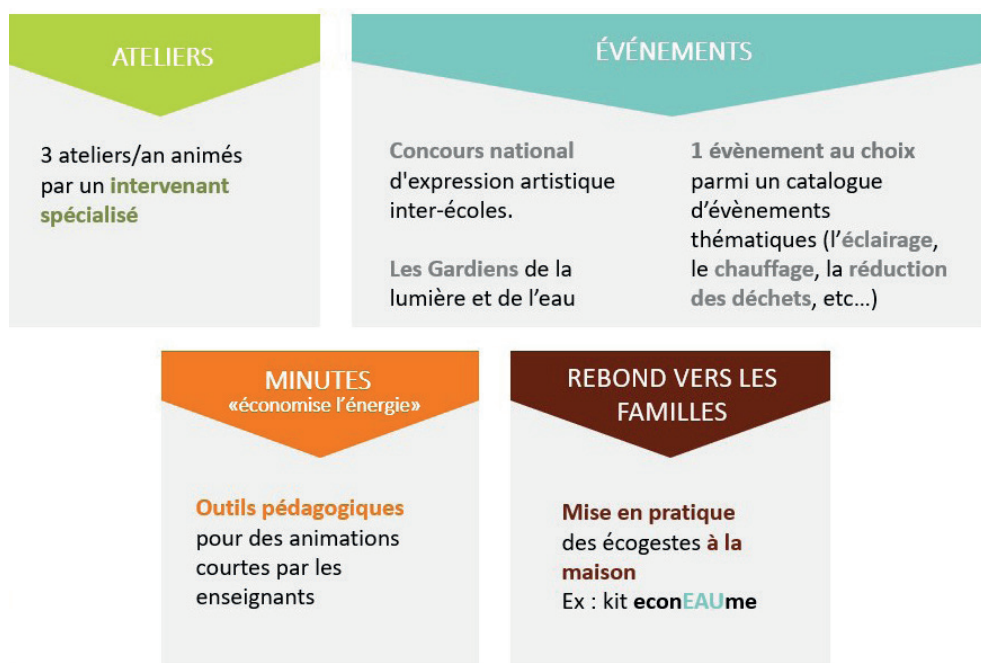 ATELIERS
3 ateliers/an animés
par un intervenant
spécialisé
ÉVÉNEMENTS
Concours national
d'expression artistique
inter-écoles.
Les Gardiens de la
lumière et de l'eau
1 évènement au choix
parmi un catalogue
d'évènements
thématiques (l'éclairage,
le chauffage, la réduction
des déchets, etc...)
MINUTES
«économise l'énergie»
Outils pédagogiques
pour des animations
courtes par les
enseignants
REBOND VERS LES
FAMILLES
Mise en pratique
des écogestes à la
maison
Ex : kit econEAUme